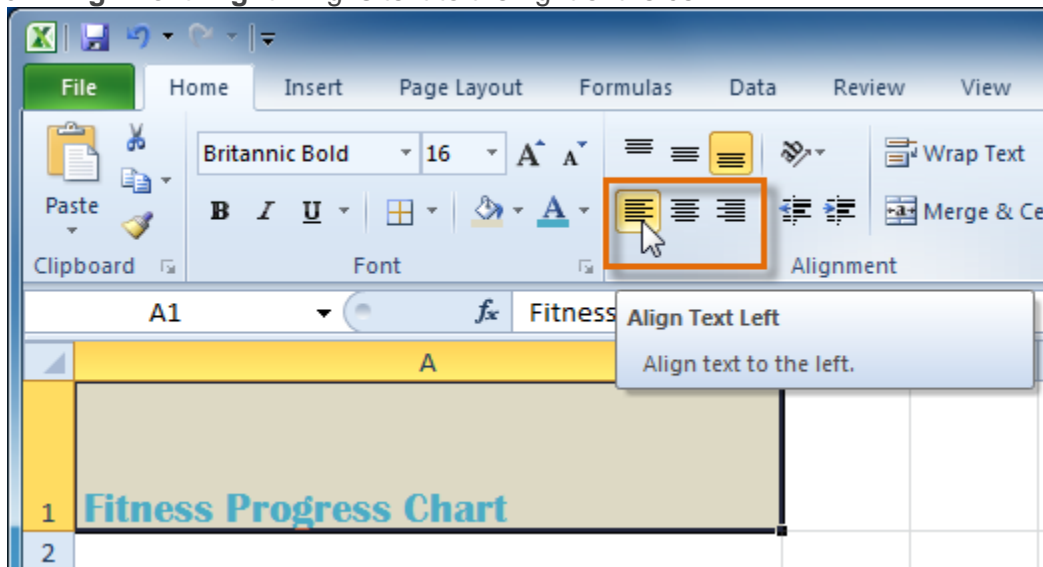 File Home Insert Page Layout Formulas Data Review View
Britannic Bold 16 A A Wrap Text
Paste B I U A Merge & Ce
Clipboard Font Alignment
A1 fx Fitness
Align Text Left
Align text to the left.
A
1 Fitness Progress Chart
2